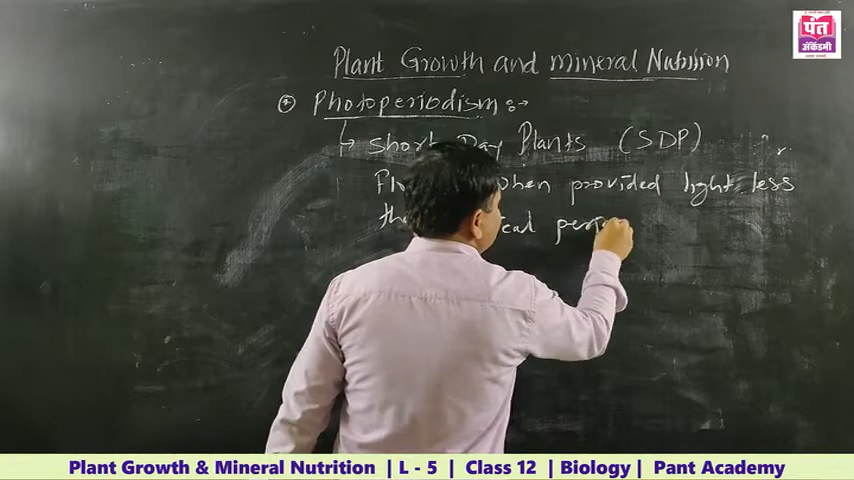 पंत
अ‍ॅकॅडमी
Plant Growth and mineral Nutrition
Photoperiodism :-
Short Day Plants (SDP)
when provided light less
period
Plant Growth & Mineral Nutrition | L - 5 | Class 12 | Biology | Pant Academy